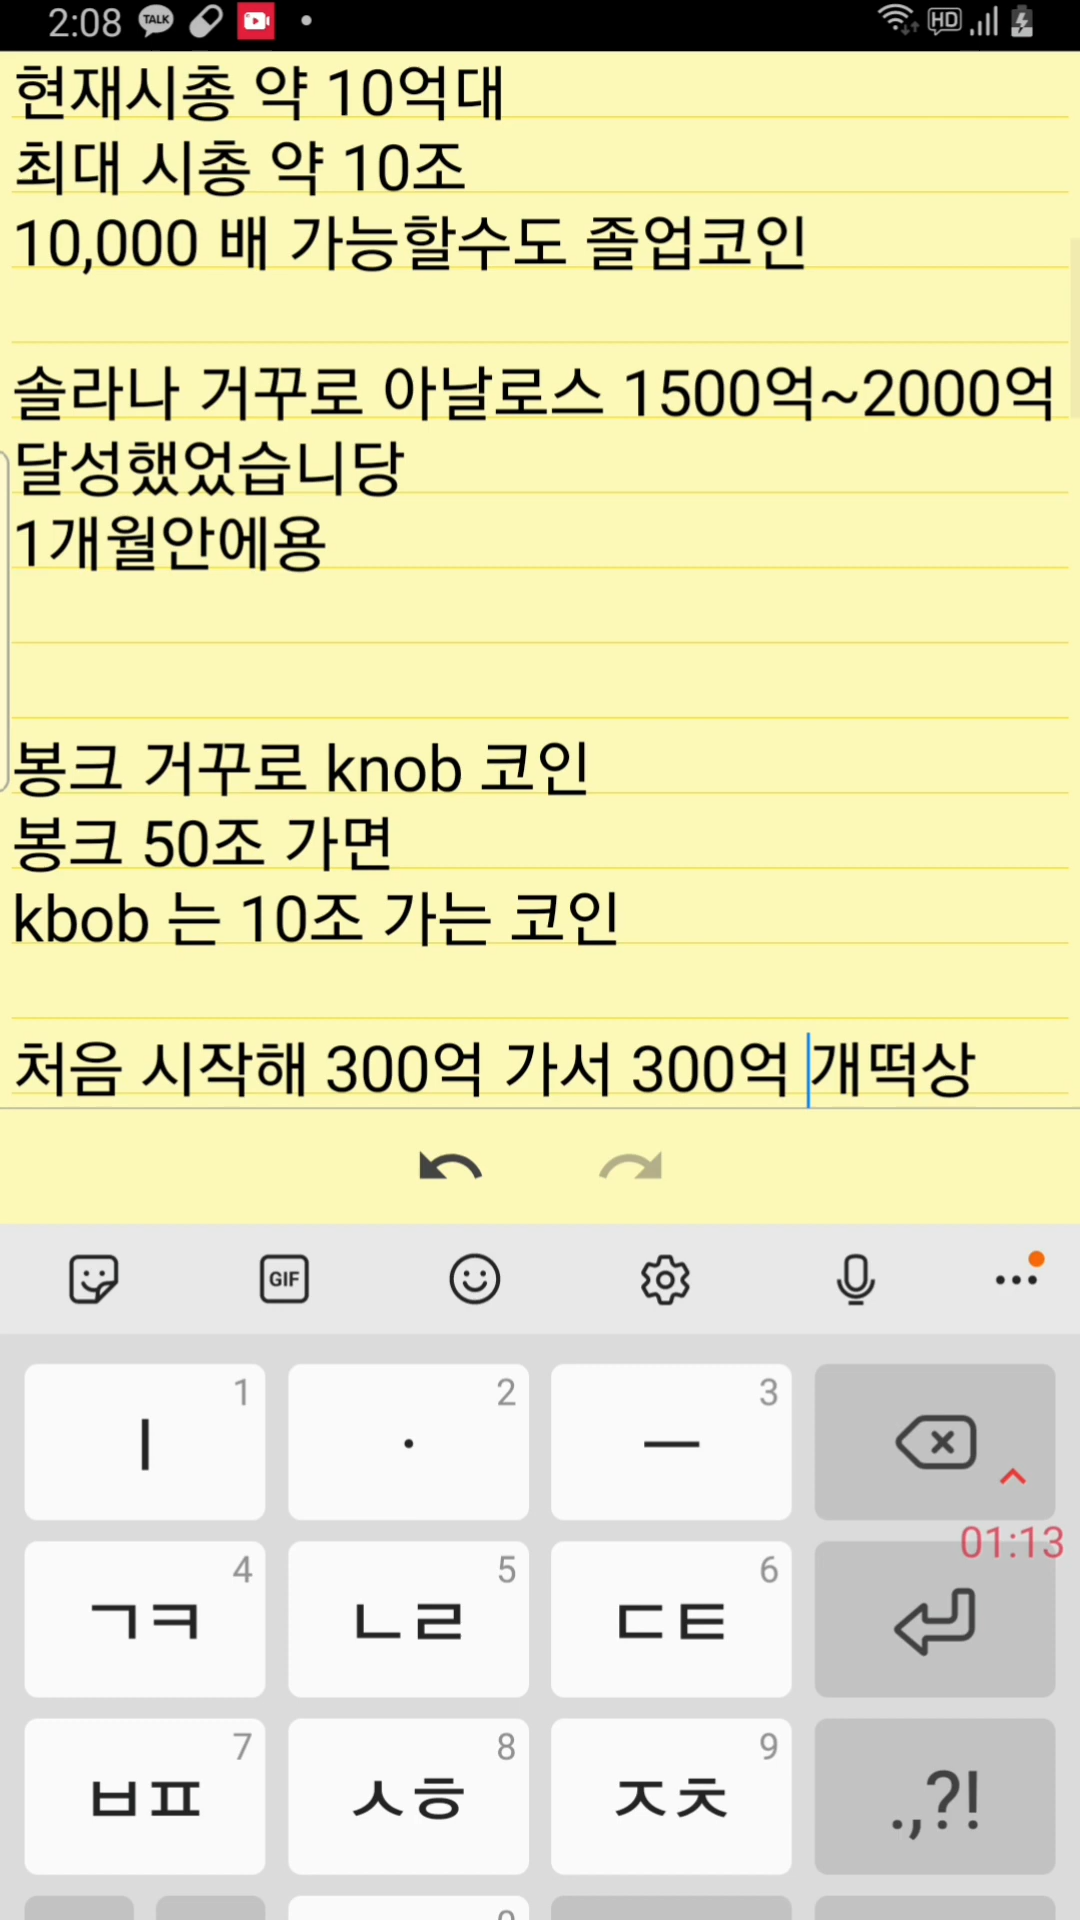 2:08 TALK HD
현재시총 약 10억대
최대 시총 약 10조
10,000 배 가능할수도 졸업코인
솔라나 거꾸로 아날로스 1500억~2000억
달성했었습니당
1개월안에용
봉크 거꾸로 knob 코인
봉크 50조 가면
kbob 는 10조 가는 코인
처음 시작해 300억 가서 300억 개떡상
GIF
ㅣ 1 · 2 ㅡ 3
01:13
ㄱㅋ 4 ㄴㄹ 5 ㄷㅌ 6
ㅂㅍ 7 ㅅㅎ 8 ㅈㅊ 9 .,?!